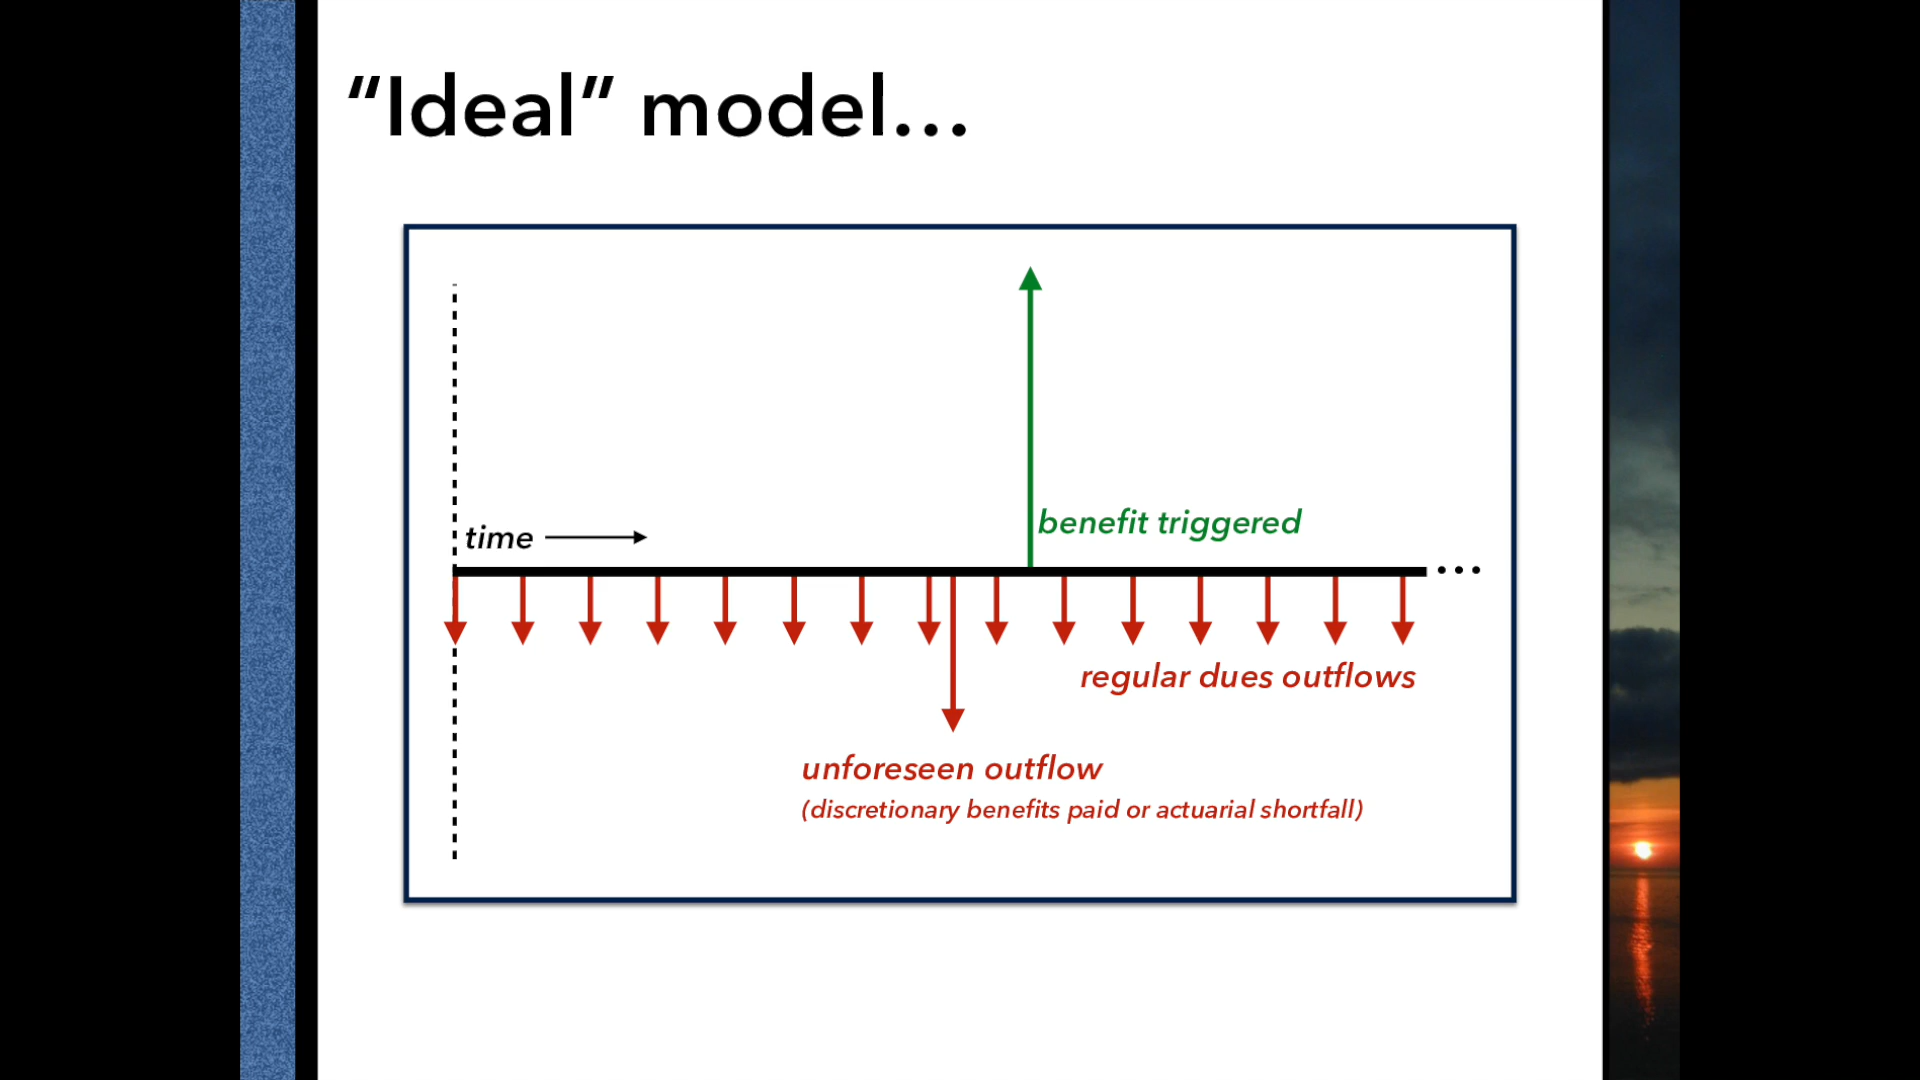 “Ideal” model…
benefit triggered
time
…
regular dues outflows
unforeseen outflow
(discretionary benefits paid or actuarial shortfall)